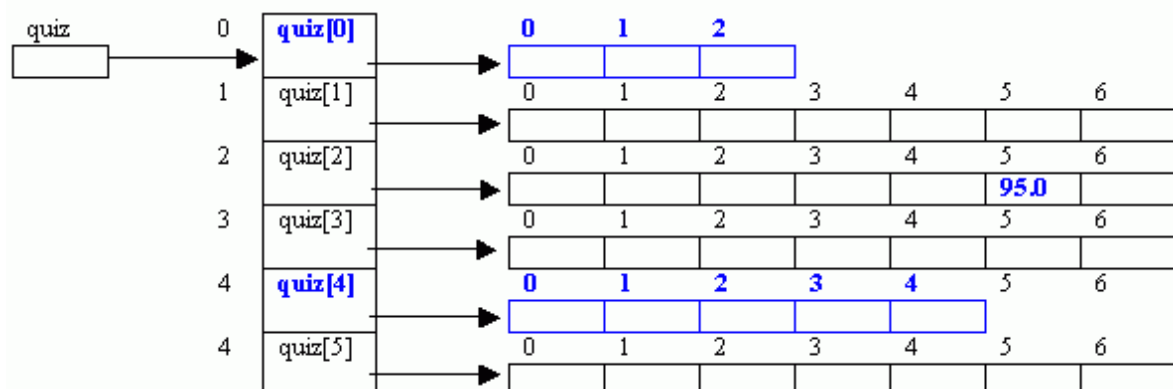 quiz 0 quiz[0] 0 1 2
1 quiz[1] 0 1 2 3 4 5 6
2 quiz[2] 0 1 2 3 4 5 6
95.0
3 quiz[3] 0 1 2 3 4 5 6
4 quiz[4] 0 1 2 3 4 5 6
4 quiz[5] 0 1 2 3 4 5 6